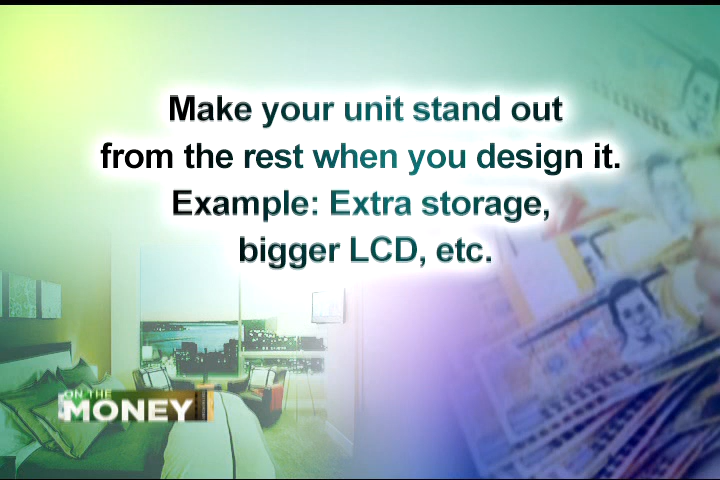 Make your unit stand out
from the rest when you design it.
Example: Extra storage,
bigger LCD, etc.
ON THE
MONEY